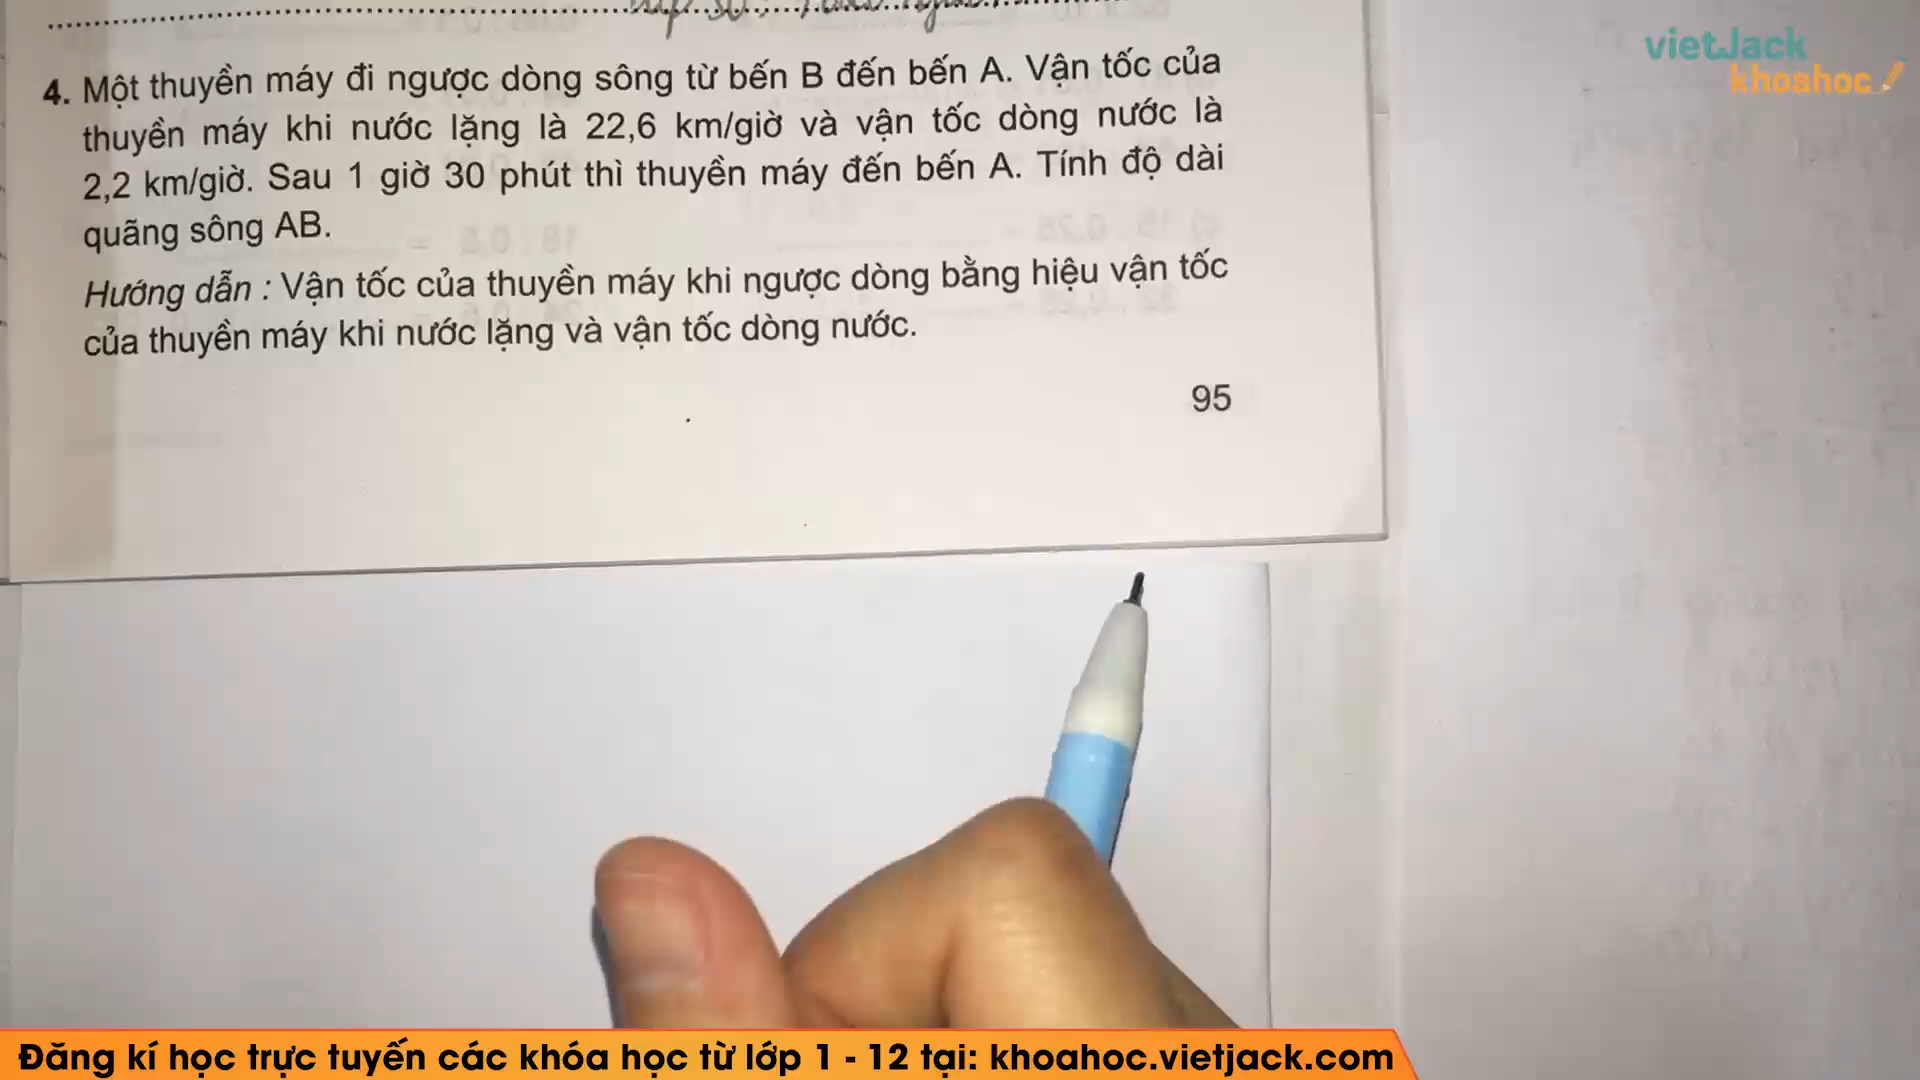 vietJack
khoahoc
4. Một thuyền máy đi ngược dòng sông từ bến B đến bến A. Vận tốc của
thuyền máy khi nước lặng là 22,6 km/giờ và vận tốc dòng nước là
2,2 km/giờ. Sau 1 giờ 30 phút thì thuyền máy đến bến A. Tính độ dài
quãng sông AB.
Hướng dẫn : Vận tốc của thuyền máy khi ngược dòng bằng hiệu vận tốc
của thuyền máy khi nước lặng và vận tốc dòng nước.
95
Đăng kí học trực tuyến các khóa học từ lớp 1 - 12 tại: khoahoc.vietjack.com